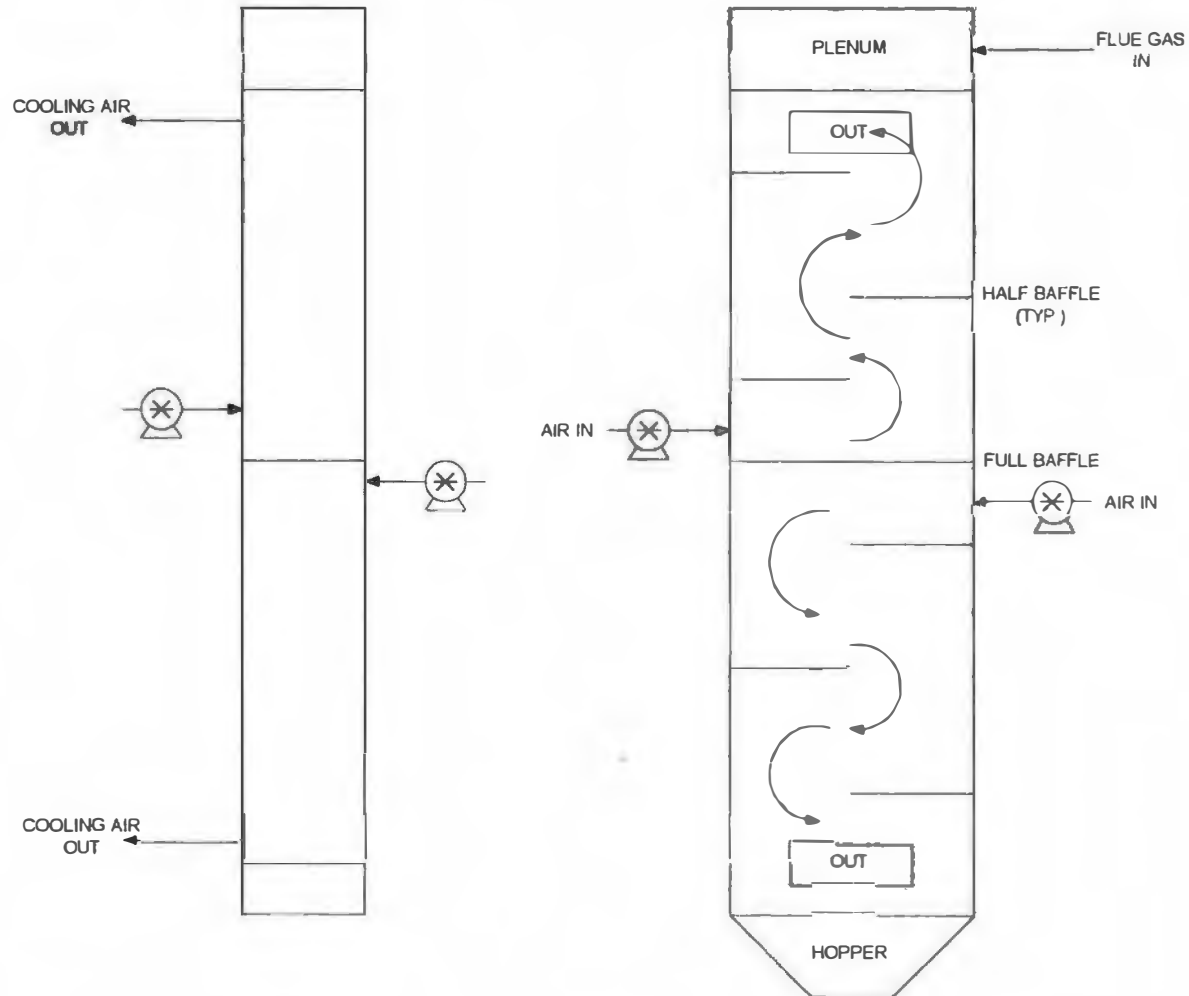 PLENUM
FLUE GAS
IN
COOLING AIR
OUT
OUT
HALF BAFFLE
(TYP )
AIR IN
FULL BAFFLE
AIR IN
COOLING AIR
OUT
OUT
HOPPER